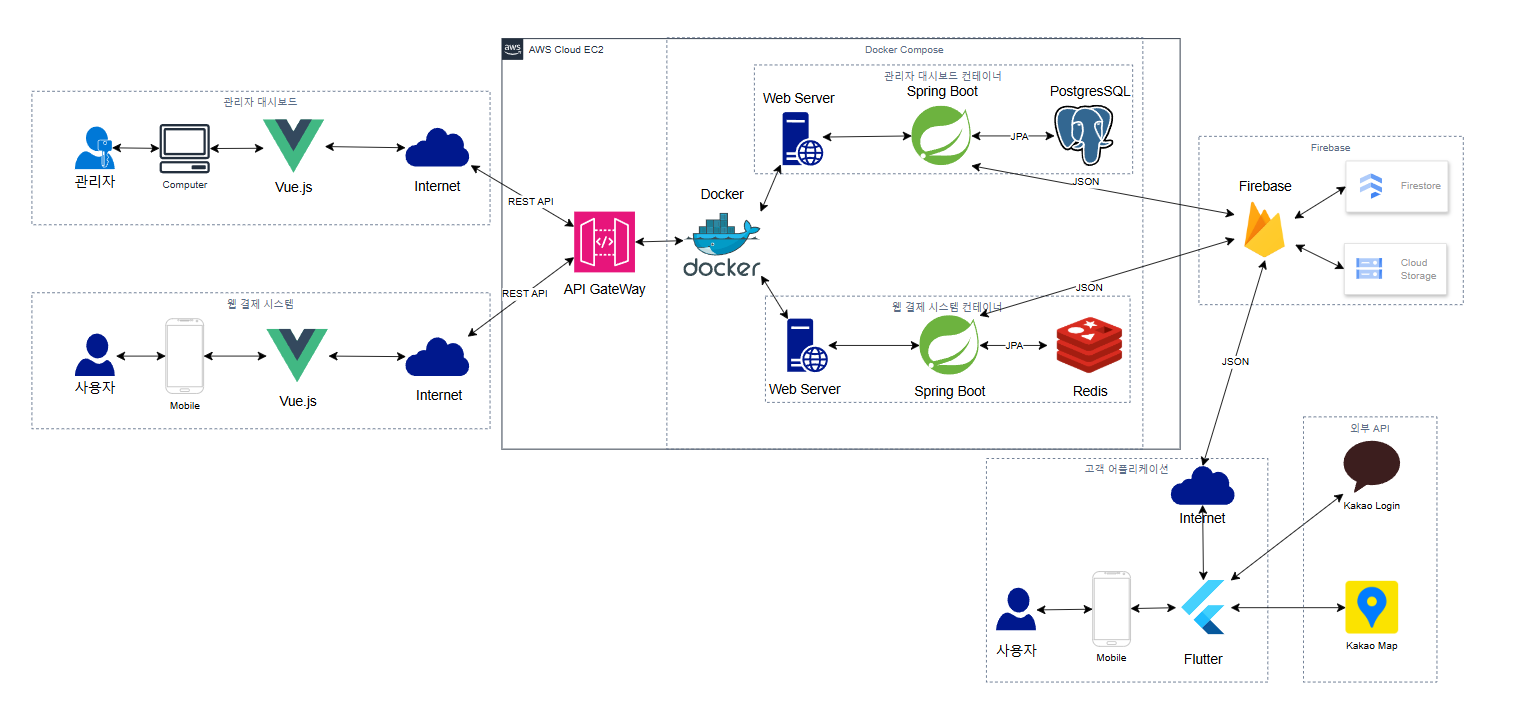 관리자 대시보드
관리자
Computer
Vue.js
Internet
REST API
웹 결제 시스템
사용자
Mobile
Vue.js
Internet
REST API
aws
AWS Cloud EC2
API GateWay
Docker Compose
Docker
docker
관리자 대시보드 컨테이너
Web Server
Spring Boot
JPA
PostgresSQL
JSON
웹 결제 시스템 컨테이너
Web Server
Spring Boot
JPA
Redis
JSON
Firebase
Firebase
Firestore
Cloud
Storage
JSON
고객 어플리케이션
Internet
사용자
Mobile
Flutter
외부 API
Kakao Login
Kakao Map